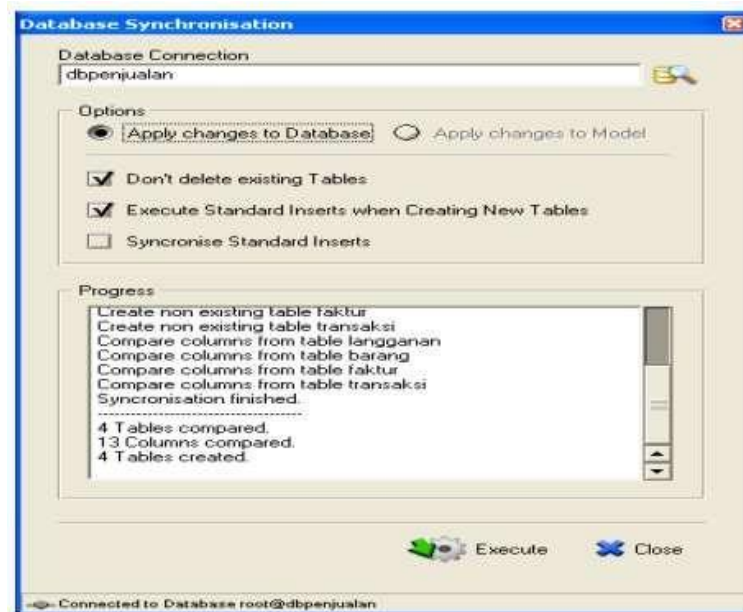 Database Synchronisation
Database Connection
dbpenjualan
Options
Apply changes to Database Apply changes to Model
Don't delete existing Tables
Execute Standard Inserts when Creating New Tables
Syncronise Standard Inserts
Progress
Create non existing table faktur
Create non existing table transaksi
Compare columns from table langganan
Compare columns from table barang
Compare columns from table faktur
Compare columns from table transaksi
Syncronisation finished.
--------------------------------
4 Tables compared.
13 Columns compared.
4 Tables created.
Execute Close
Connected to Database root@dbpenjualan